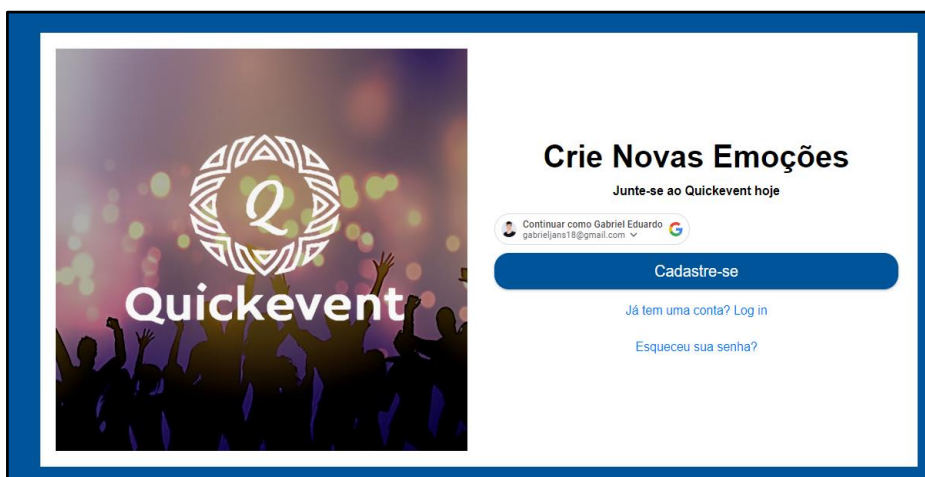 Q
Quickevent
Crie Novas Emoções
Junte-se ao Quickevent hoje
Continuar como Gabriel Eduardo
gabrieljans18@gmail.com
Cadastre-se
Já tem uma conta? Log in
Esqueceu sua senha?